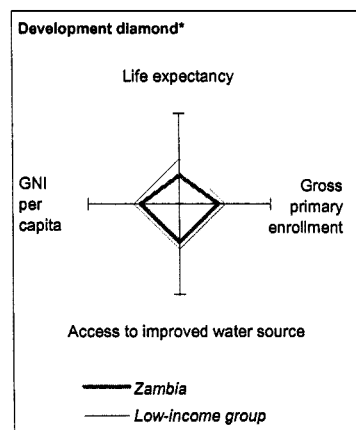 Development diamond*
Life expectancy
GNI
per
capita
Gross
primary
enrollment
Access to improved water source
Zambia
Low-income group